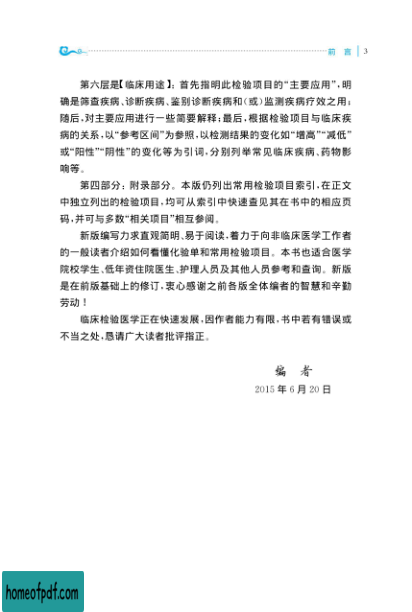 前 言 3
第六层是【临床用途】：首先指明此检验项目的“主要应用”，明
确是筛查疾病、诊断疾病、鉴别诊断疾病和（或）监测疾病疗效之用；
随后，对主要应用进行一些简要解释；最后，根据检验项目与临床疾
病的关系，以“参考区间”为参照，以检测结果的变化如“增高”“减低”
或“阳性”“阴性”的变化等为引词，分别列举常见临床疾病、药物影
响等。
第四部分：附录部分。本版仍列出常用检验项目索引，在正文
中独立列出的检验项目，均可从索引中快速查见其在书中的相应页
码，并可与多数“相关项目”相互参阅。
新版编写力求直观简明、易于阅读，着力于向非临床医学工作者
的一般读者介绍如何看懂化验单和常用检验项目。本书也适合医学
院校学生、低年资住院医生、护理人员及其他人员参考和查询。新版
是在前版基础上的修订，衷心感谢之前各版全体编者的智慧和辛勤
劳动！
临床检验医学正在快速发展，因作者能力有限，书中若有错误或
不当之处，恳请广大读者批评指正。
编 者
2015 年 6 月 20 日
homeofpdf.com